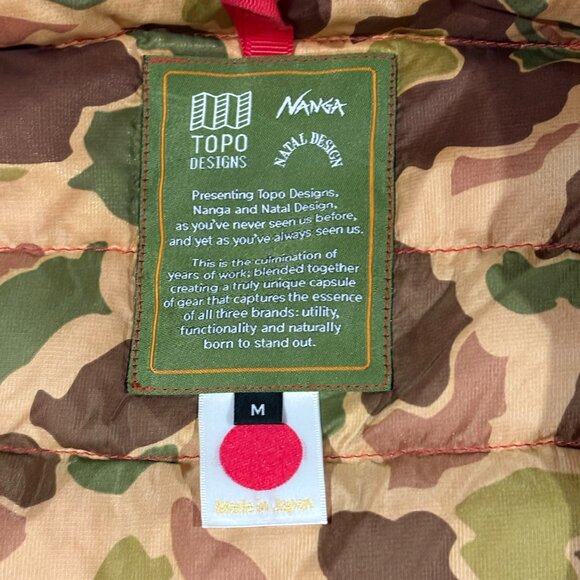 TOPO
DESIGNS
NANGA
NATAL DESIGN
Presenting Topo Designs,
Nanga and Natal Design,
as you've never seen us before,
and yet as you've always seen us.
This is the culmination of
years of work; blended together
creating a truly unique capsule
of gear that captures the essence
of all three brands: utility,
functionality and naturally
born to stand out.
M
Made in Japan